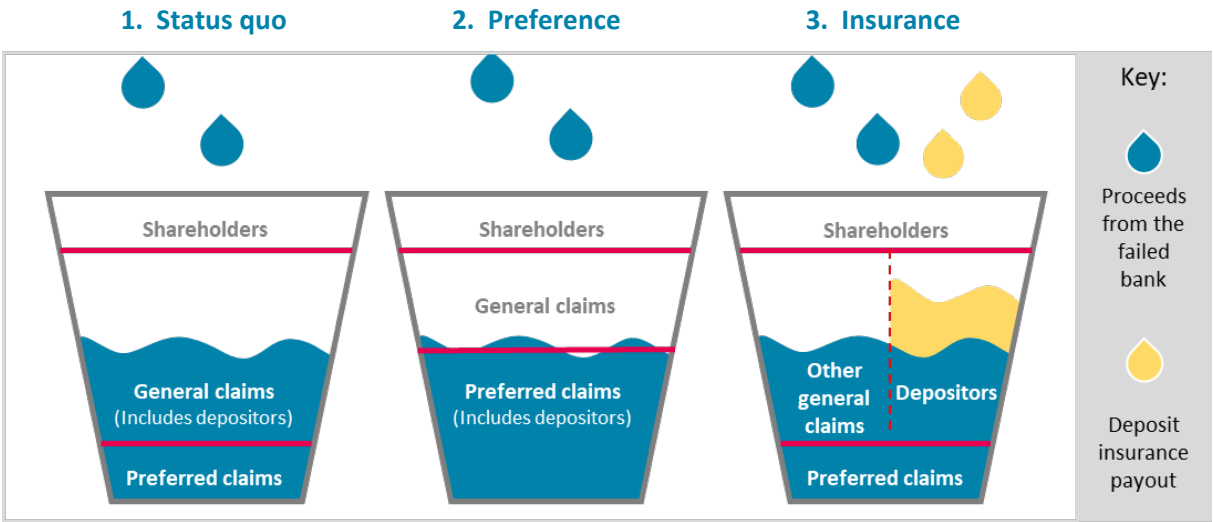 1. Status quo
2. Preference
3. Insurance
Shareholders
General claims
(Includes depositors)
Preferred claims
Shareholders
General claims
Preferred claims
(Includes depositors)
Shareholders
Other
general
claims
Depositors
Preferred claims
Key:
Proceeds
from the
failed
bank
Deposit
insurance
payout